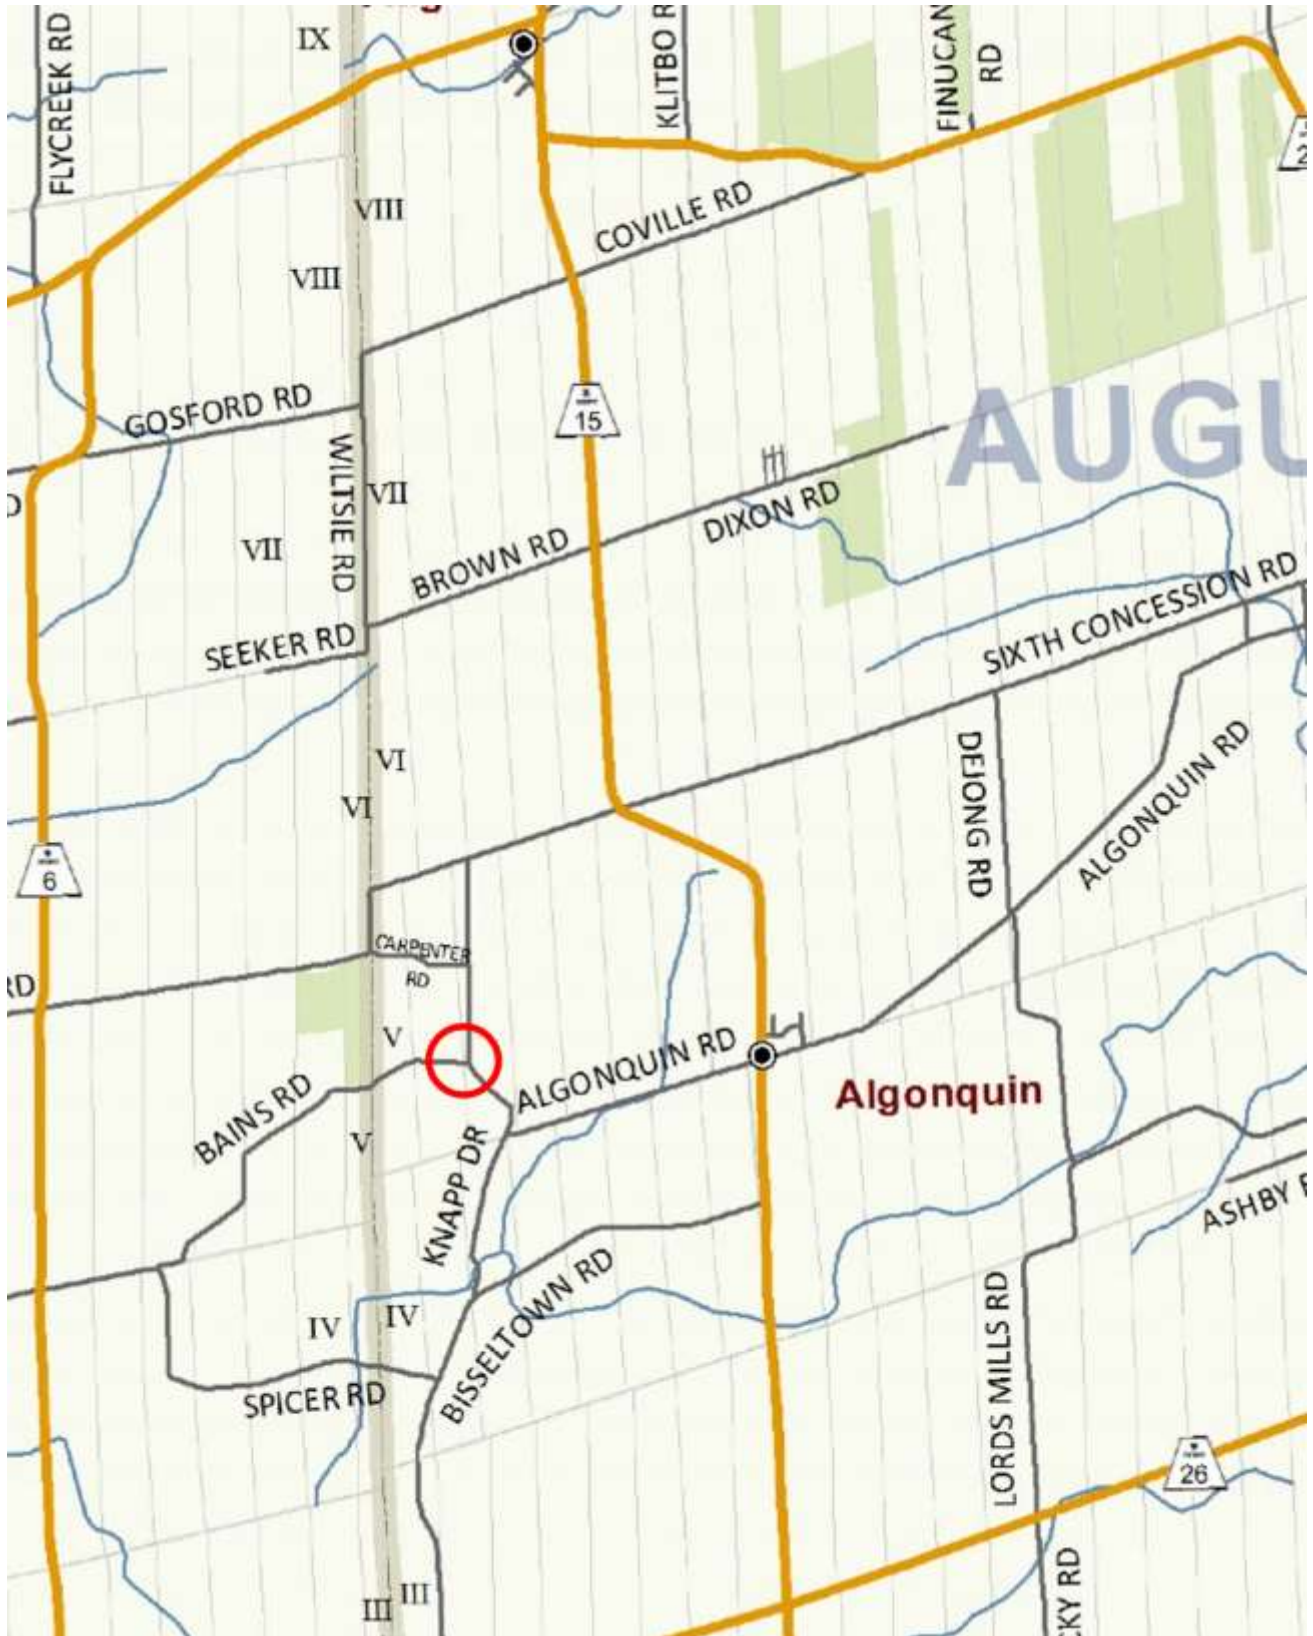 IX
FLYCREEK RD
KLITBO R
FINUCAN
RD
COVILLE RD
VIII
VIII
15
GOSFORD RD
AUGU
WILTSIE RD
VII
VII
BROWN RD
DIXON RD
SEEKER RD
SIXTH CONCESSION RD
VI
VI
DEJONG RD
ALGONQUIN RD
6
CARPENTER
RD
RD
V
ALGONQUIN RD
Algonquin
BAINS RD
V
KNAPP DR
ASHBY
BISSELTOWN RD
IV
IV
SPICER RD
LORDS MILLS RD
26
KY RD
III
III